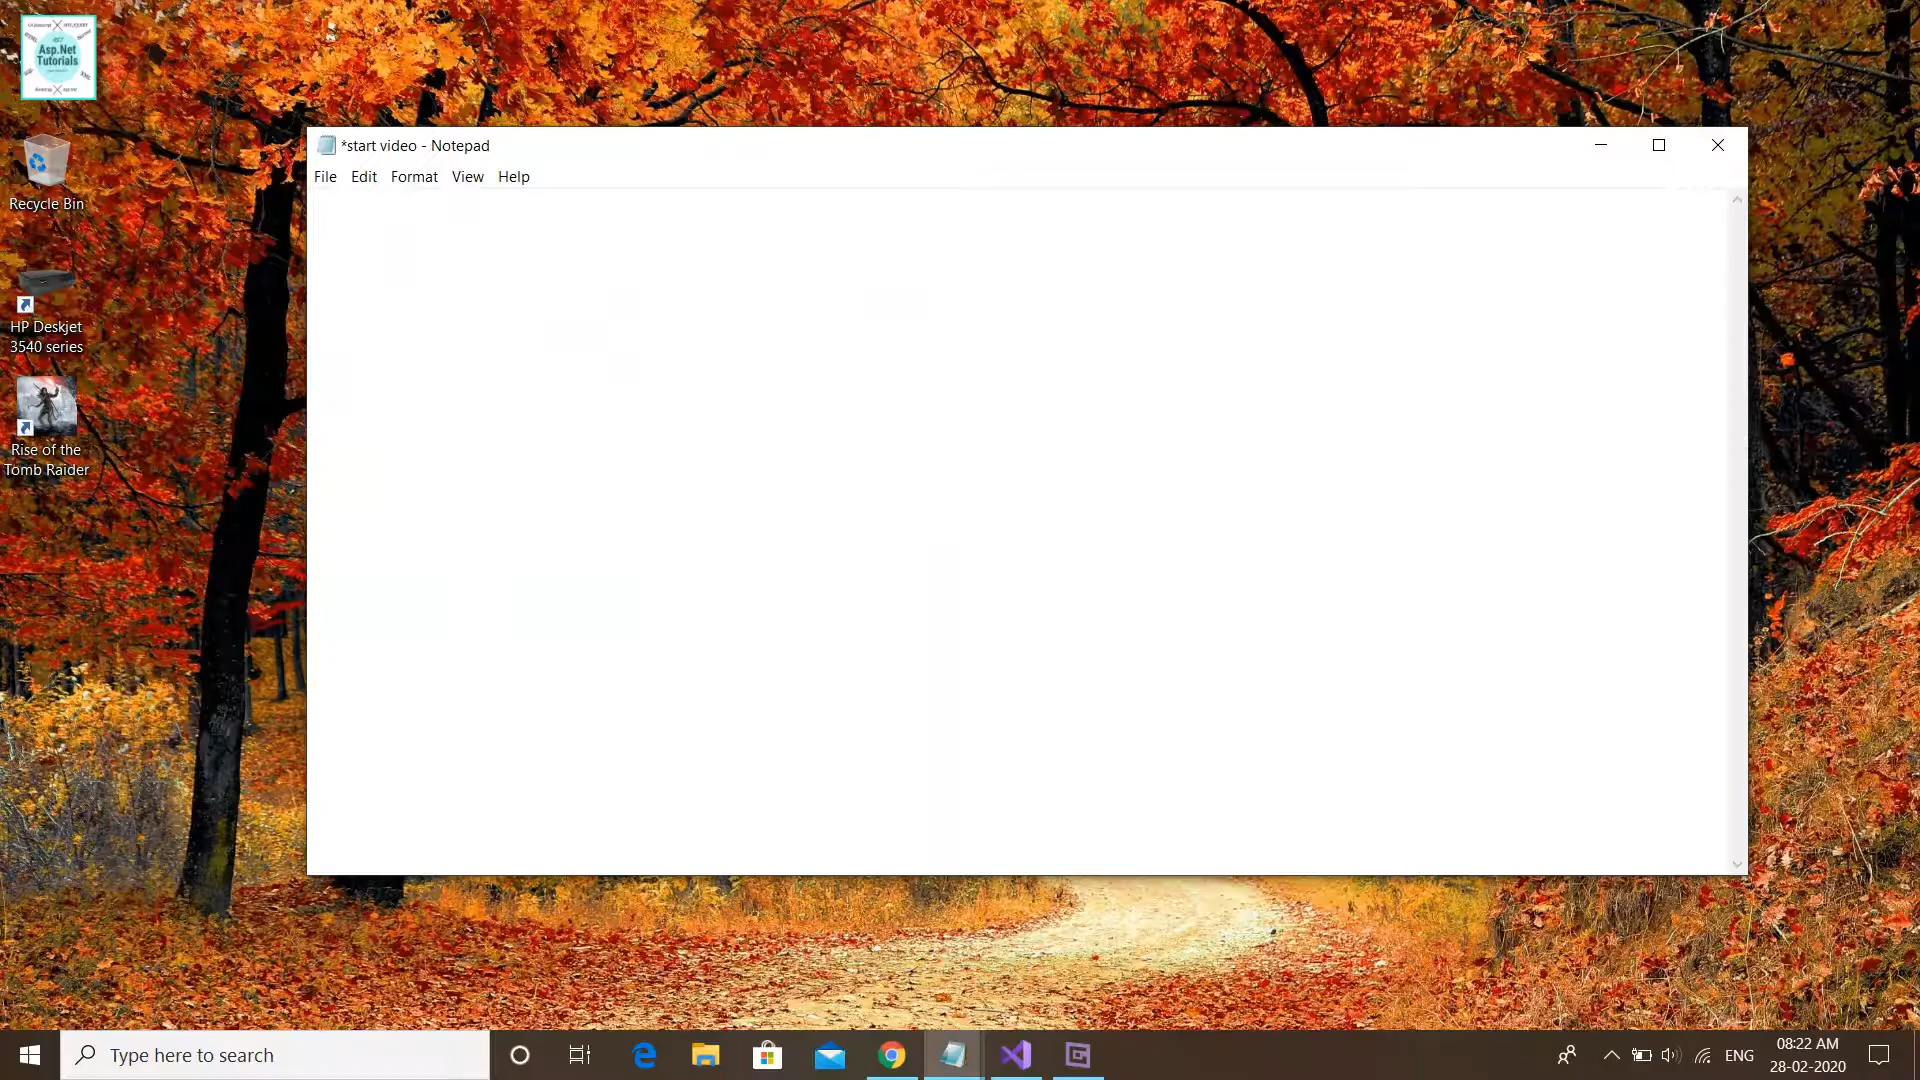 Asp.Net
Tutorials
Recycle Bin
HP Deskjet
3540 series
Rise of the
Tomb Raider
*start video - Notepad
File Edit Format View Help
Type here to search
ENG
08:22 AM
28-02-2020